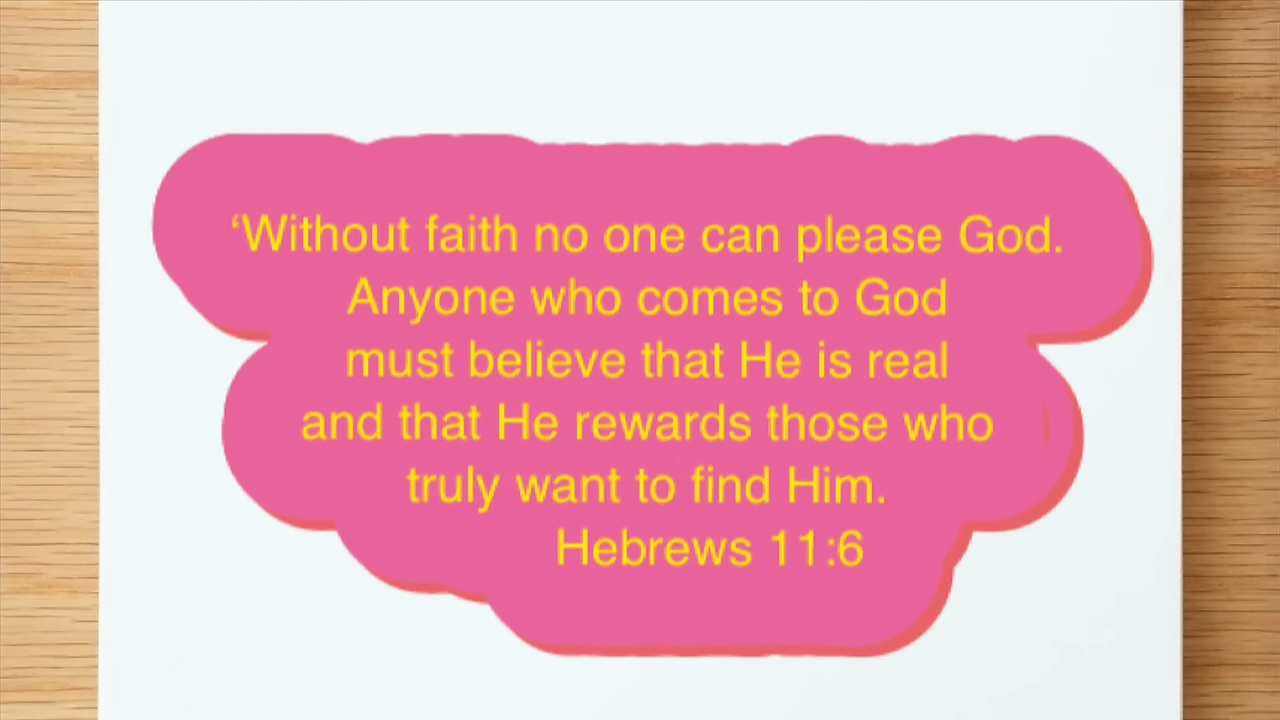 ‘Without faith no one can please God.
Anyone who comes to God
must believe that He is real
and that He rewards those who
truly want to find Him.
Hebrews 11:6